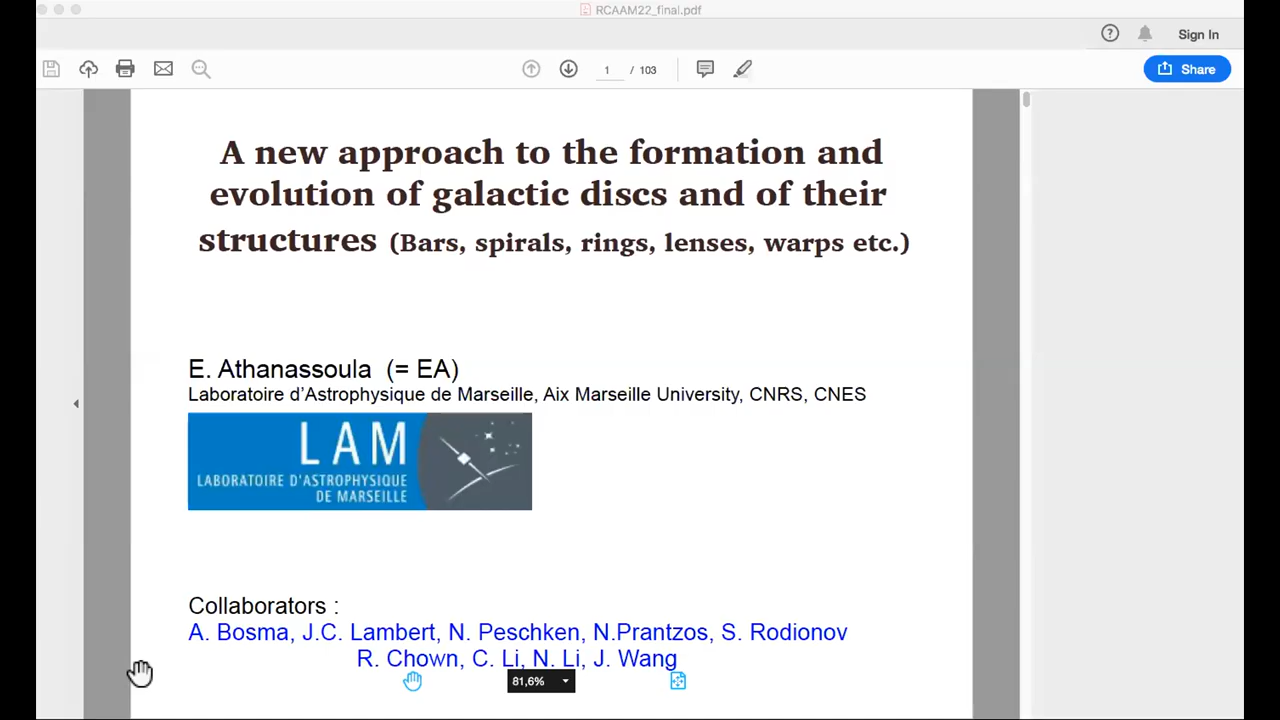 RCAAM22_final.pdf
Sign In
1 / 103
Share
A new approach to the formation and
evolution of galactic discs and of their
structures (Bars, spirals, rings, lenses, warps etc.)
E. Athanassoula (= EA)
Laboratoire d’Astrophysique de Marseille, Aix Marseille University, CNRS, CNES
LAM
LABORATOIRE D'ASTROPHYSIQUE
DE MARSEILLE
Collaborators :
A. Bosma, J.C. Lambert, N. Peschken, N.Prantzos, S. Rodionov
R. Chown, C. Li, N. Li, J. Wang
81,6%